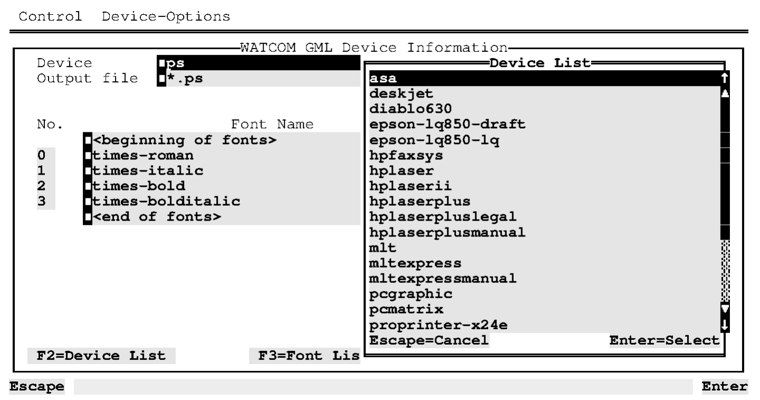 Control Device-Options
WATCOM GML Device Information
Device ps
Output file *.ps
No. Font Name
<beginning of fonts>
0 times-roman
1 times-italic
2 times-bold
3 times-bolditalic
<end of fonts>
F2=Device List F3=Font Lis
Device List
asa
deskjet
diablo630
epson-lq850-draft
epson-lq850-lq
hpfaxsys
hplaser
hplaserii
hplaserplus
hplaserpluslegal
hplaserplusmanual
mlt
mltexpress
mltexpressmanual
pcgraphic
pcmatrix
proprinter-x24e
Escape=Cancel Enter=Select
Escape Enter